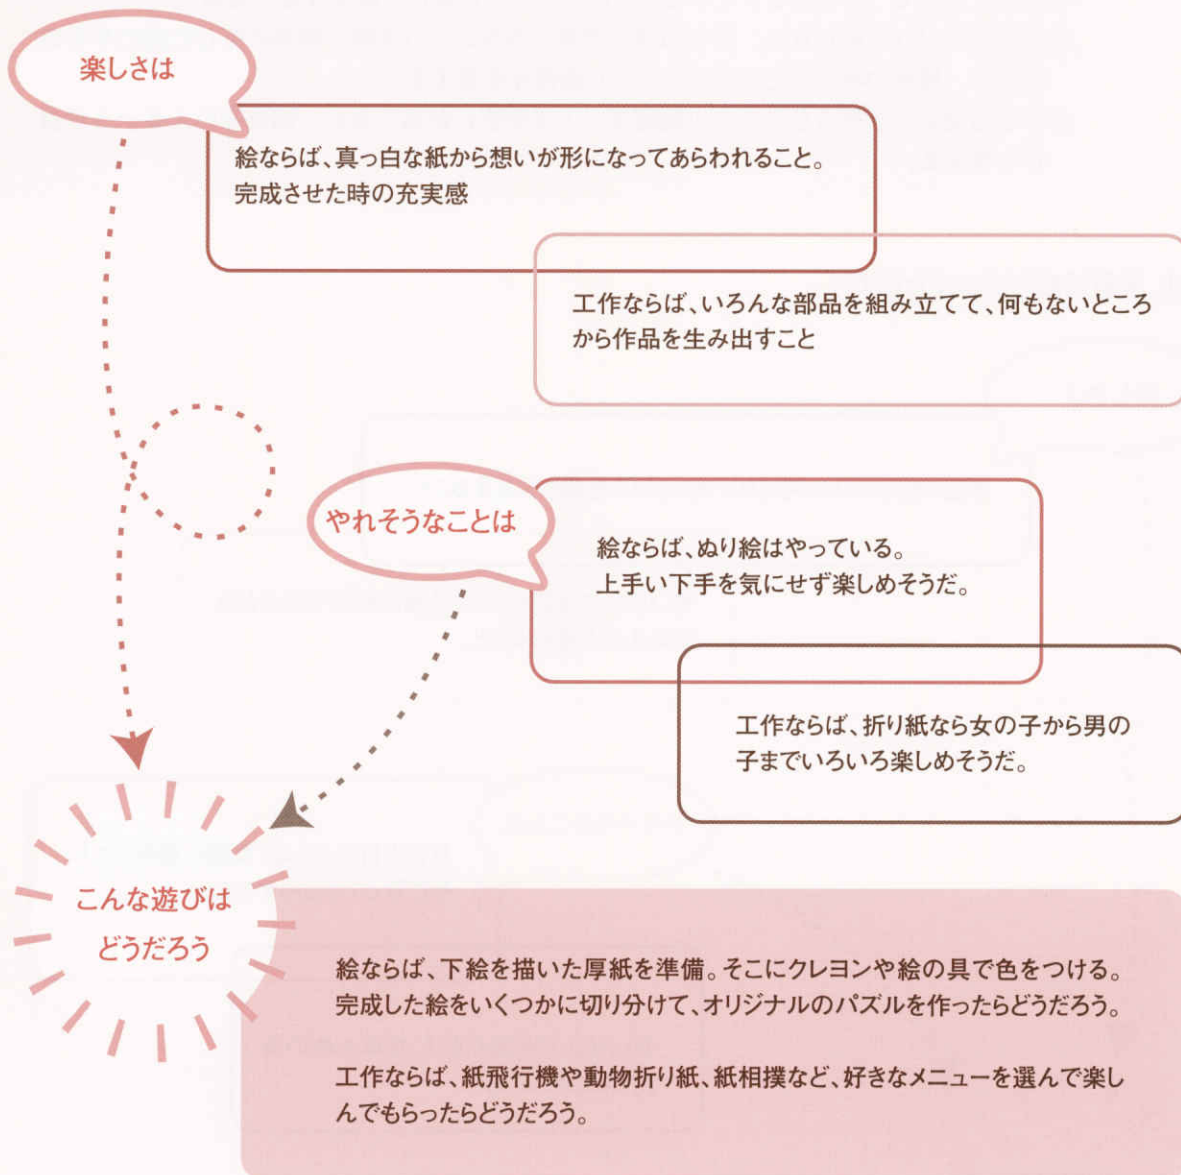 楽しさは
絵ならば、真っ白な紙から想いが形になってあらわれること。
完成させた時の充実感
工作ならば、いろんな部品を組み立てて、何もないところ
から作品を生み出すこと
やれそうなことは
絵ならば、ぬり絵はやっている。
上手い下手を気にせず楽しめそうだ。
工作ならば、折り紙なら女の子から男の
子までいろいろ楽しめそうだ。
こんな遊びは
どうだろう
絵ならば、下絵を描いた厚紙を準備。そこにクレヨンや絵の具で色をつける。
完成した絵をいくつかに切り分けて、オリジナルのパズルを作ったらどうだろう。
工作ならば、紙飛行機や動物折り紙、紙相撲など、好きなメニューを選んで楽し
んでもらったらどうだろう。